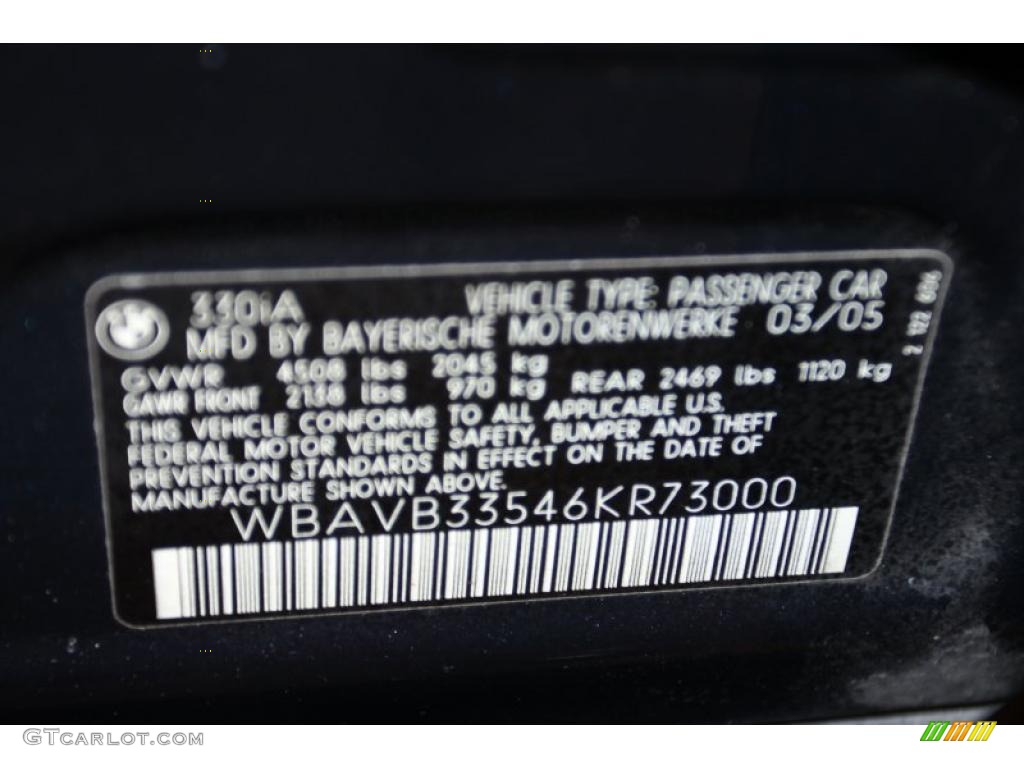 330iA VEHICLE TYPE: PASSENGER CAR
MFD BY BAYERISCHE MOTORENWERKE 03/05
GVWR 4508 lbs 2045 kg
GAWR FRONT 2138 lbs 970 kg REAR 2469 lbs 1120 kg
THIS VEHICLE CONFORMS TO ALL APPLICABLE U.S.
FEDERAL MOTOR VEHICLE SAFETY, BUMPER AND THEFT
PREVENTION STANDARDS IN EFFECT ON THE DATE OF
MANUFACTURE SHOWN ABOVE.
WBAVB33546KR73000
GTCarlot.com